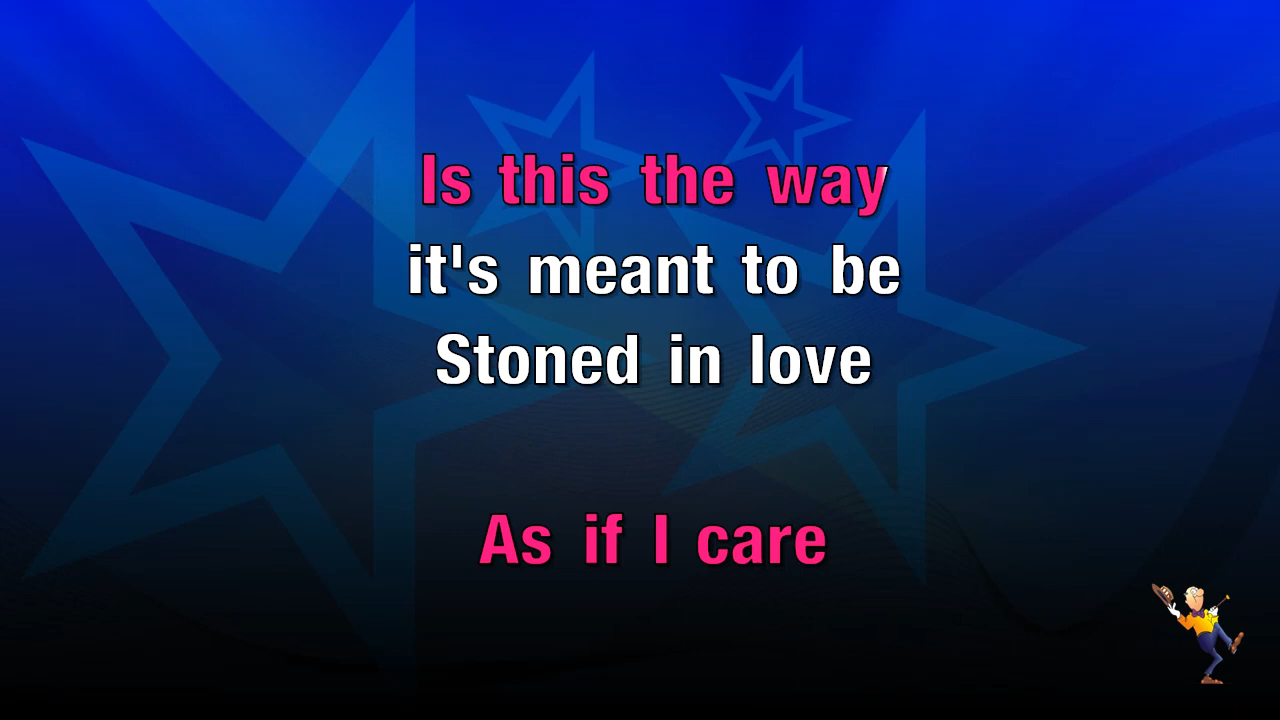 Is this the way
it's meant to be
Stoned in love
As if I care